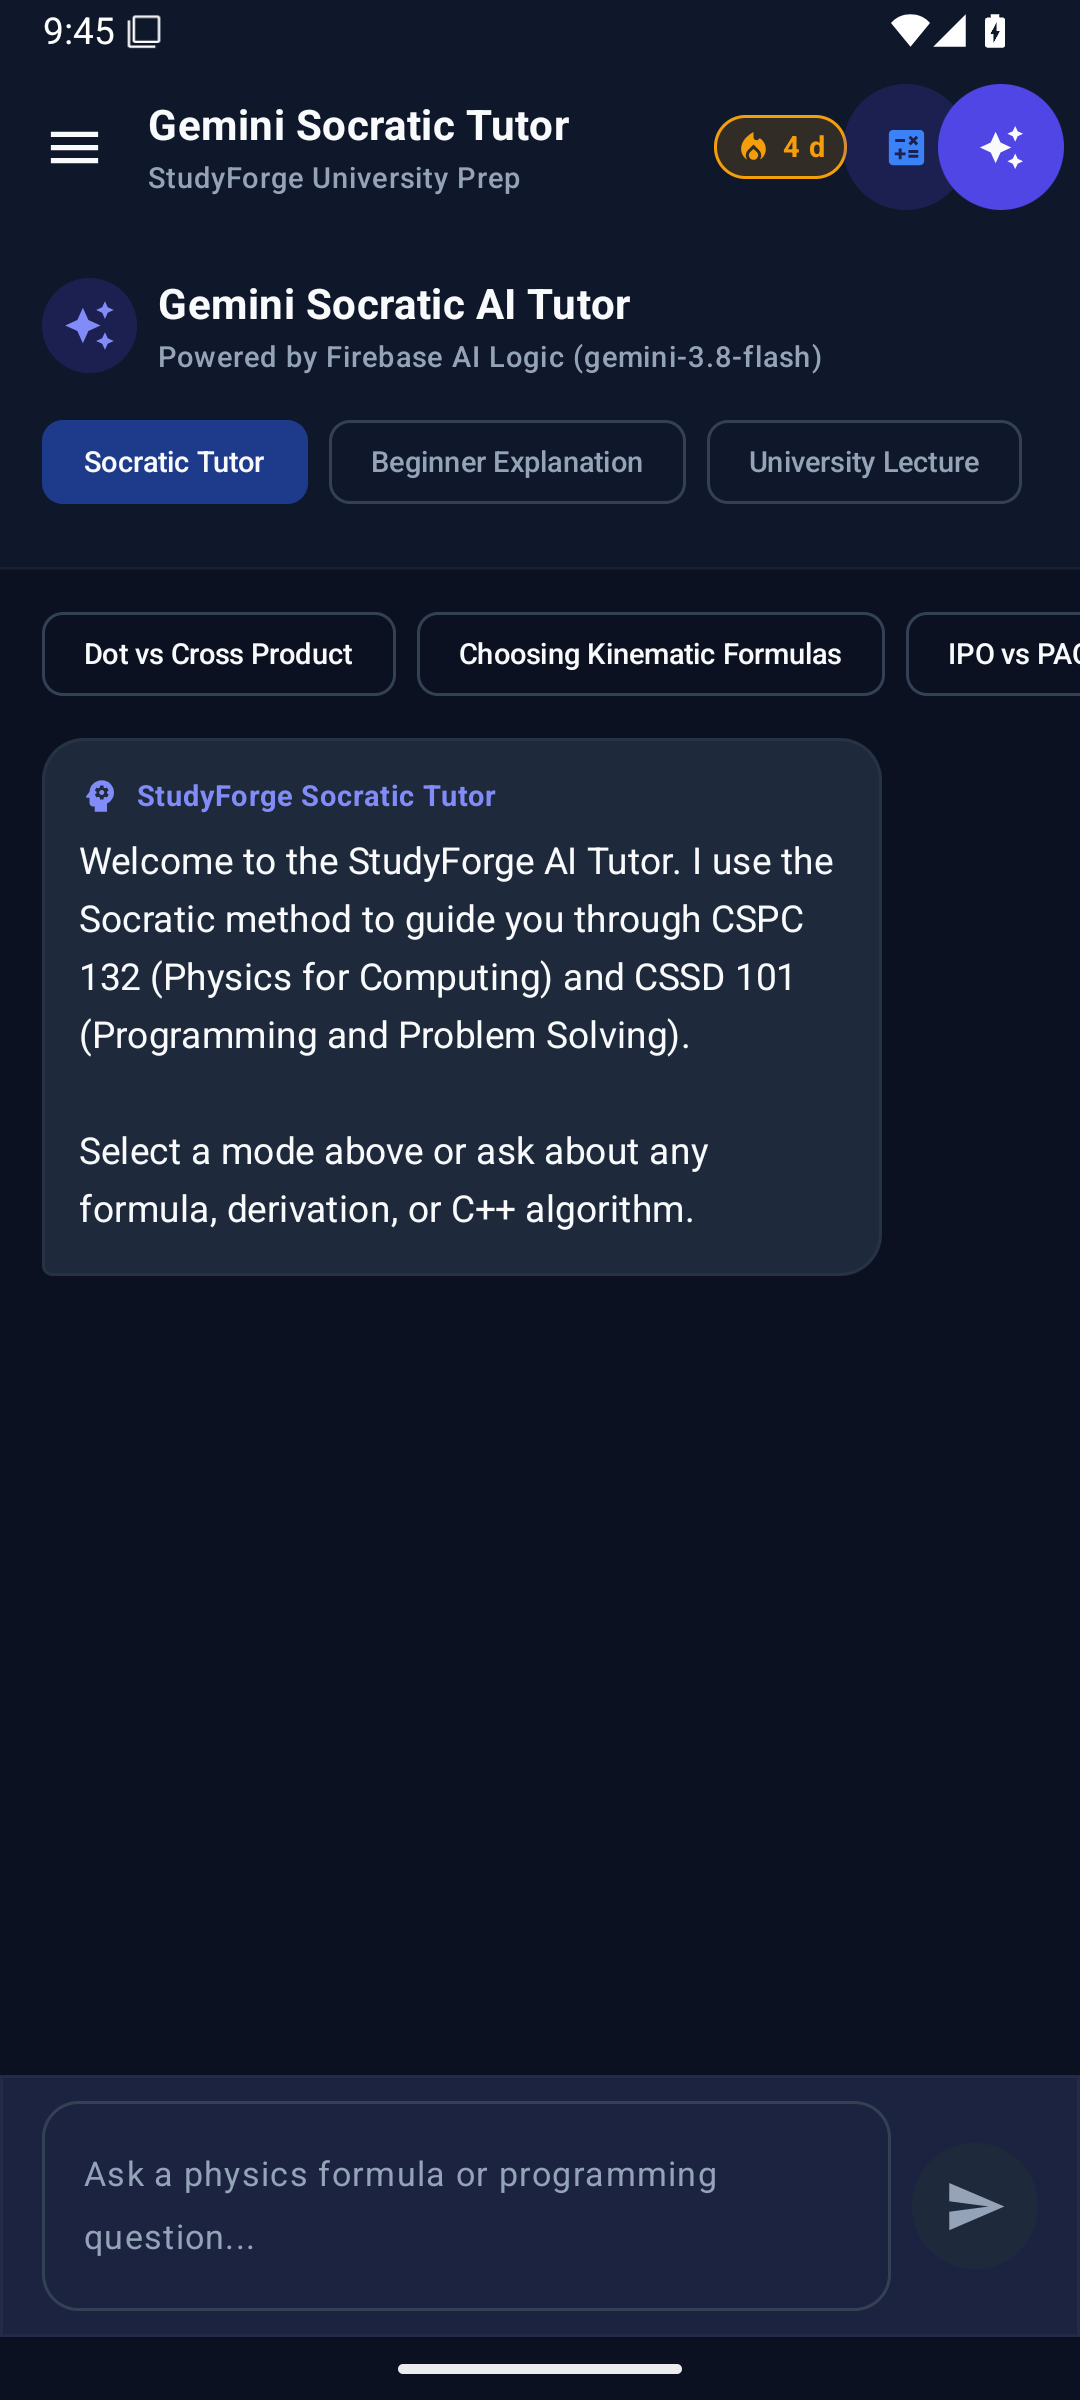 9:45
Gemini Socratic Tutor
StudyForge University Prep
4 d
Gemini Socratic AI Tutor
Powered by Firebase AI Logic (gemini-3.8-flash)
Socratic Tutor
Beginner Explanation
University Lecture
Dot vs Cross Product
Choosing Kinematic Formulas
IPO vs
StudyForge Socratic Tutor
Welcome to the StudyForge AI Tutor. I use the
Socratic method to guide you through CSPC
132 (Physics for Computing) and CSSD 101
(Programming and Problem Solving).
Select a mode above or ask about any
formula, derivation, or C++ algorithm.
Ask a physics formula or programming
question...